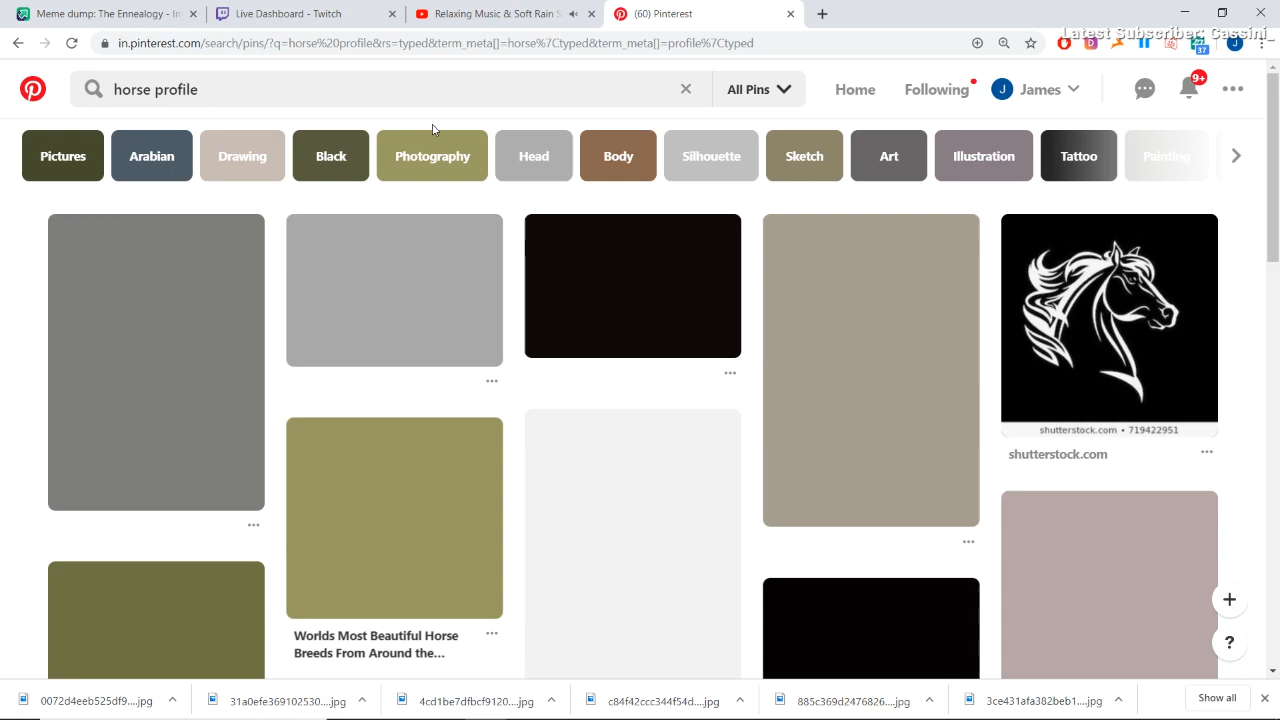 Meme dump: The Ennealogy - In
Live Dashboard - Twitch
Relaxing Music & Soft Rain S
(60) Pinterest
in.pinterest.com/search/pins/?q=horse%20profile&rs=typed&term_meta[]=horse%7Ctyped&term_meta[]=profile%7Ctyped
Latest Subscriber: Cassini_
37
J
horse profile
All Pins
Home
Following
J
James
9+
Pictures
Arabian
Drawing
Black
Photography
Head
Body
Silhouette
Sketch
Art
Illustration
Tattoo
Painting
shutterstock.com • 719422951
shutterstock.com
Worlds Most Beautiful Horse
Breeds From Around the...
+
?
0072d4eeb525df9....jpg
31a0efefe49102530....jpg
4cd1be7dfbcf9120....jpg
c84f42ccc344f54d....jpg
885c369d2476826....jpg
3ce431afa382beb1....jpg
Show all